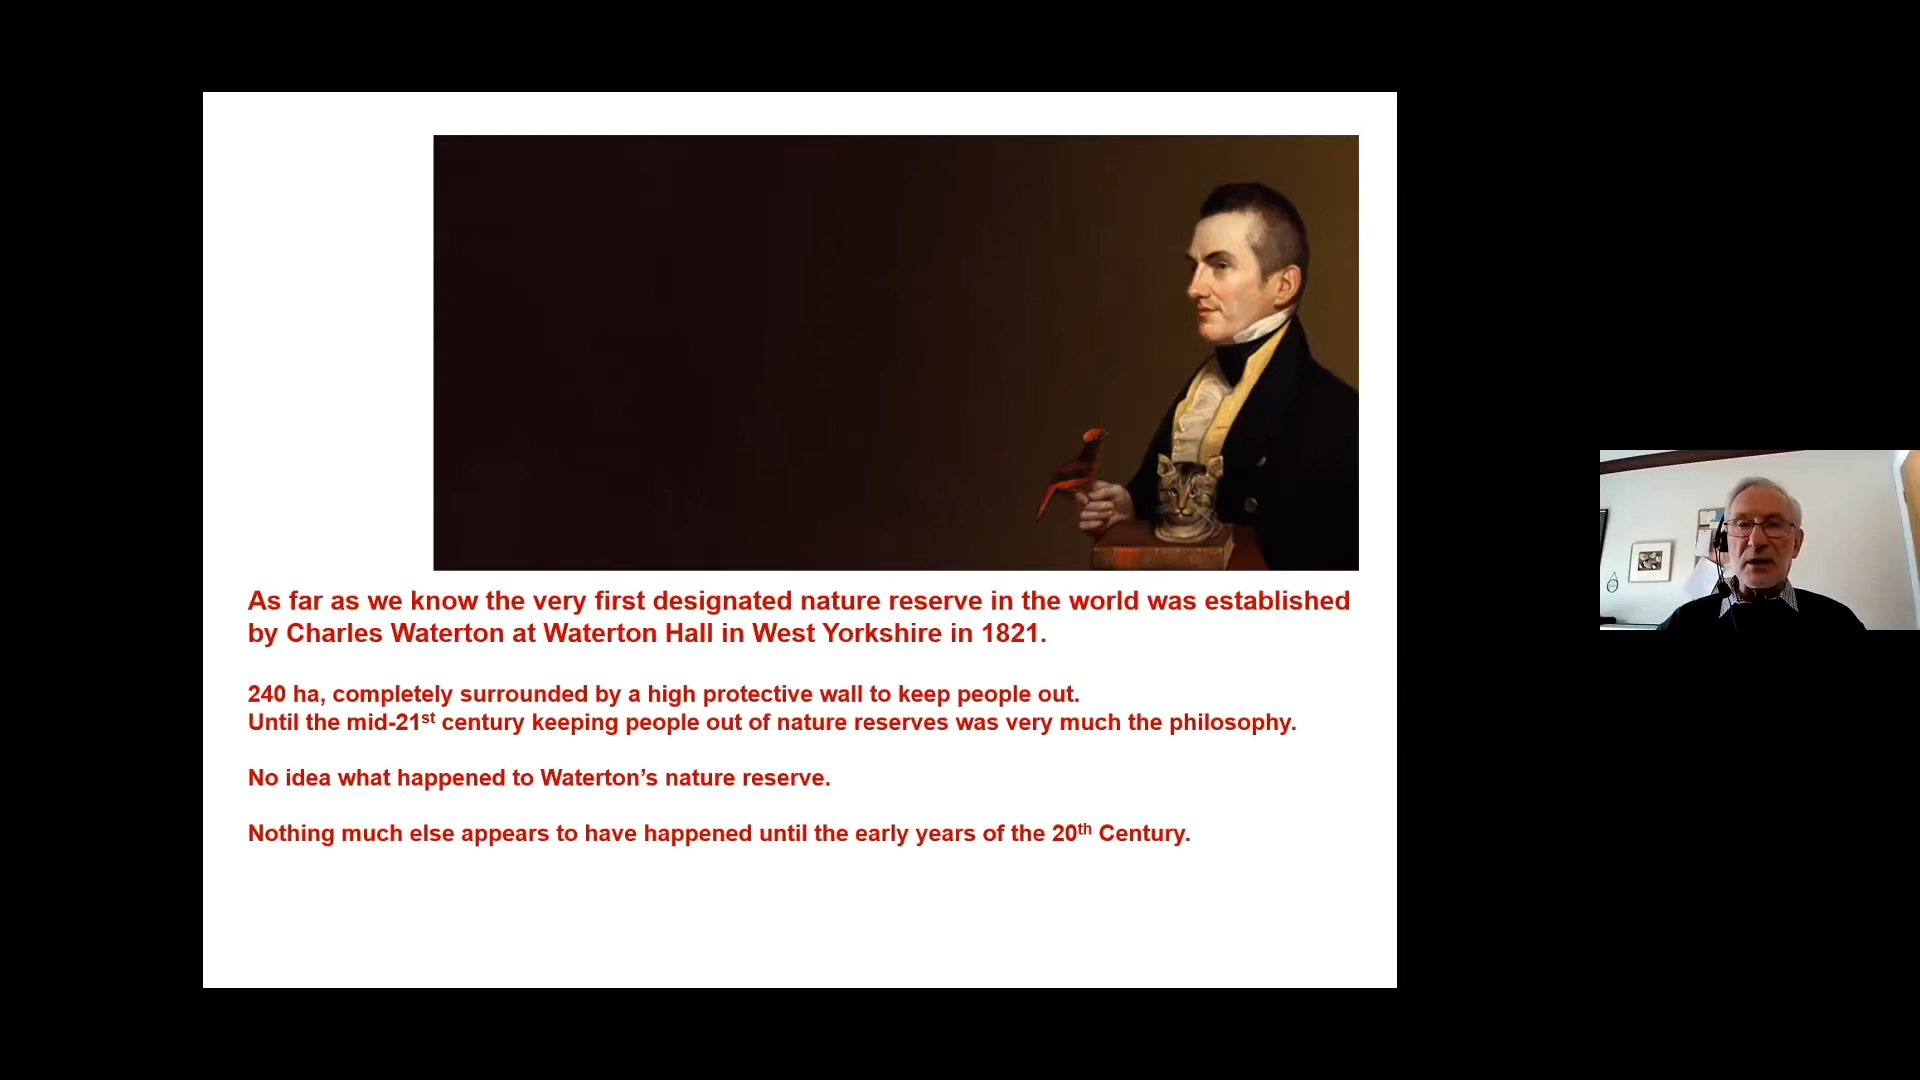 As far as we know the very first designated nature reserve in the world was established
by Charles Waterton at Waterton Hall in West Yorkshire in 1821.
240 ha, completely surrounded by a high protective wall to keep people out.
Until the mid-21st century keeping people out of nature reserves was very much the philosophy.
No idea what happened to Waterton’s nature reserve.
Nothing much else appears to have happened until the early years of the 20th Century.